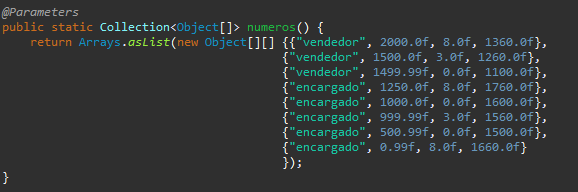 @Parameters
public static Collection<Object[]> numeros() {
return Arrays.asList(new Object[][] {{"vendedor", 2000.0f, 8.0f, 1360.0f},
{"vendedor", 1500.0f, 3.0f, 1260.0f},
{"vendedor", 1499.99f, 0.0f, 1100.0f},
{"encargado", 1250.0f, 8.0f, 1760.0f},
{"encargado", 1000.0f, 0.0f, 1600.0f},
{"encargado", 999.99f, 3.0f, 1560.0f},
{"encargado", 500.99f, 0.0f, 1500.0f},
{"encargado", 0.99f, 8.0f, 1660.0f}
});
}